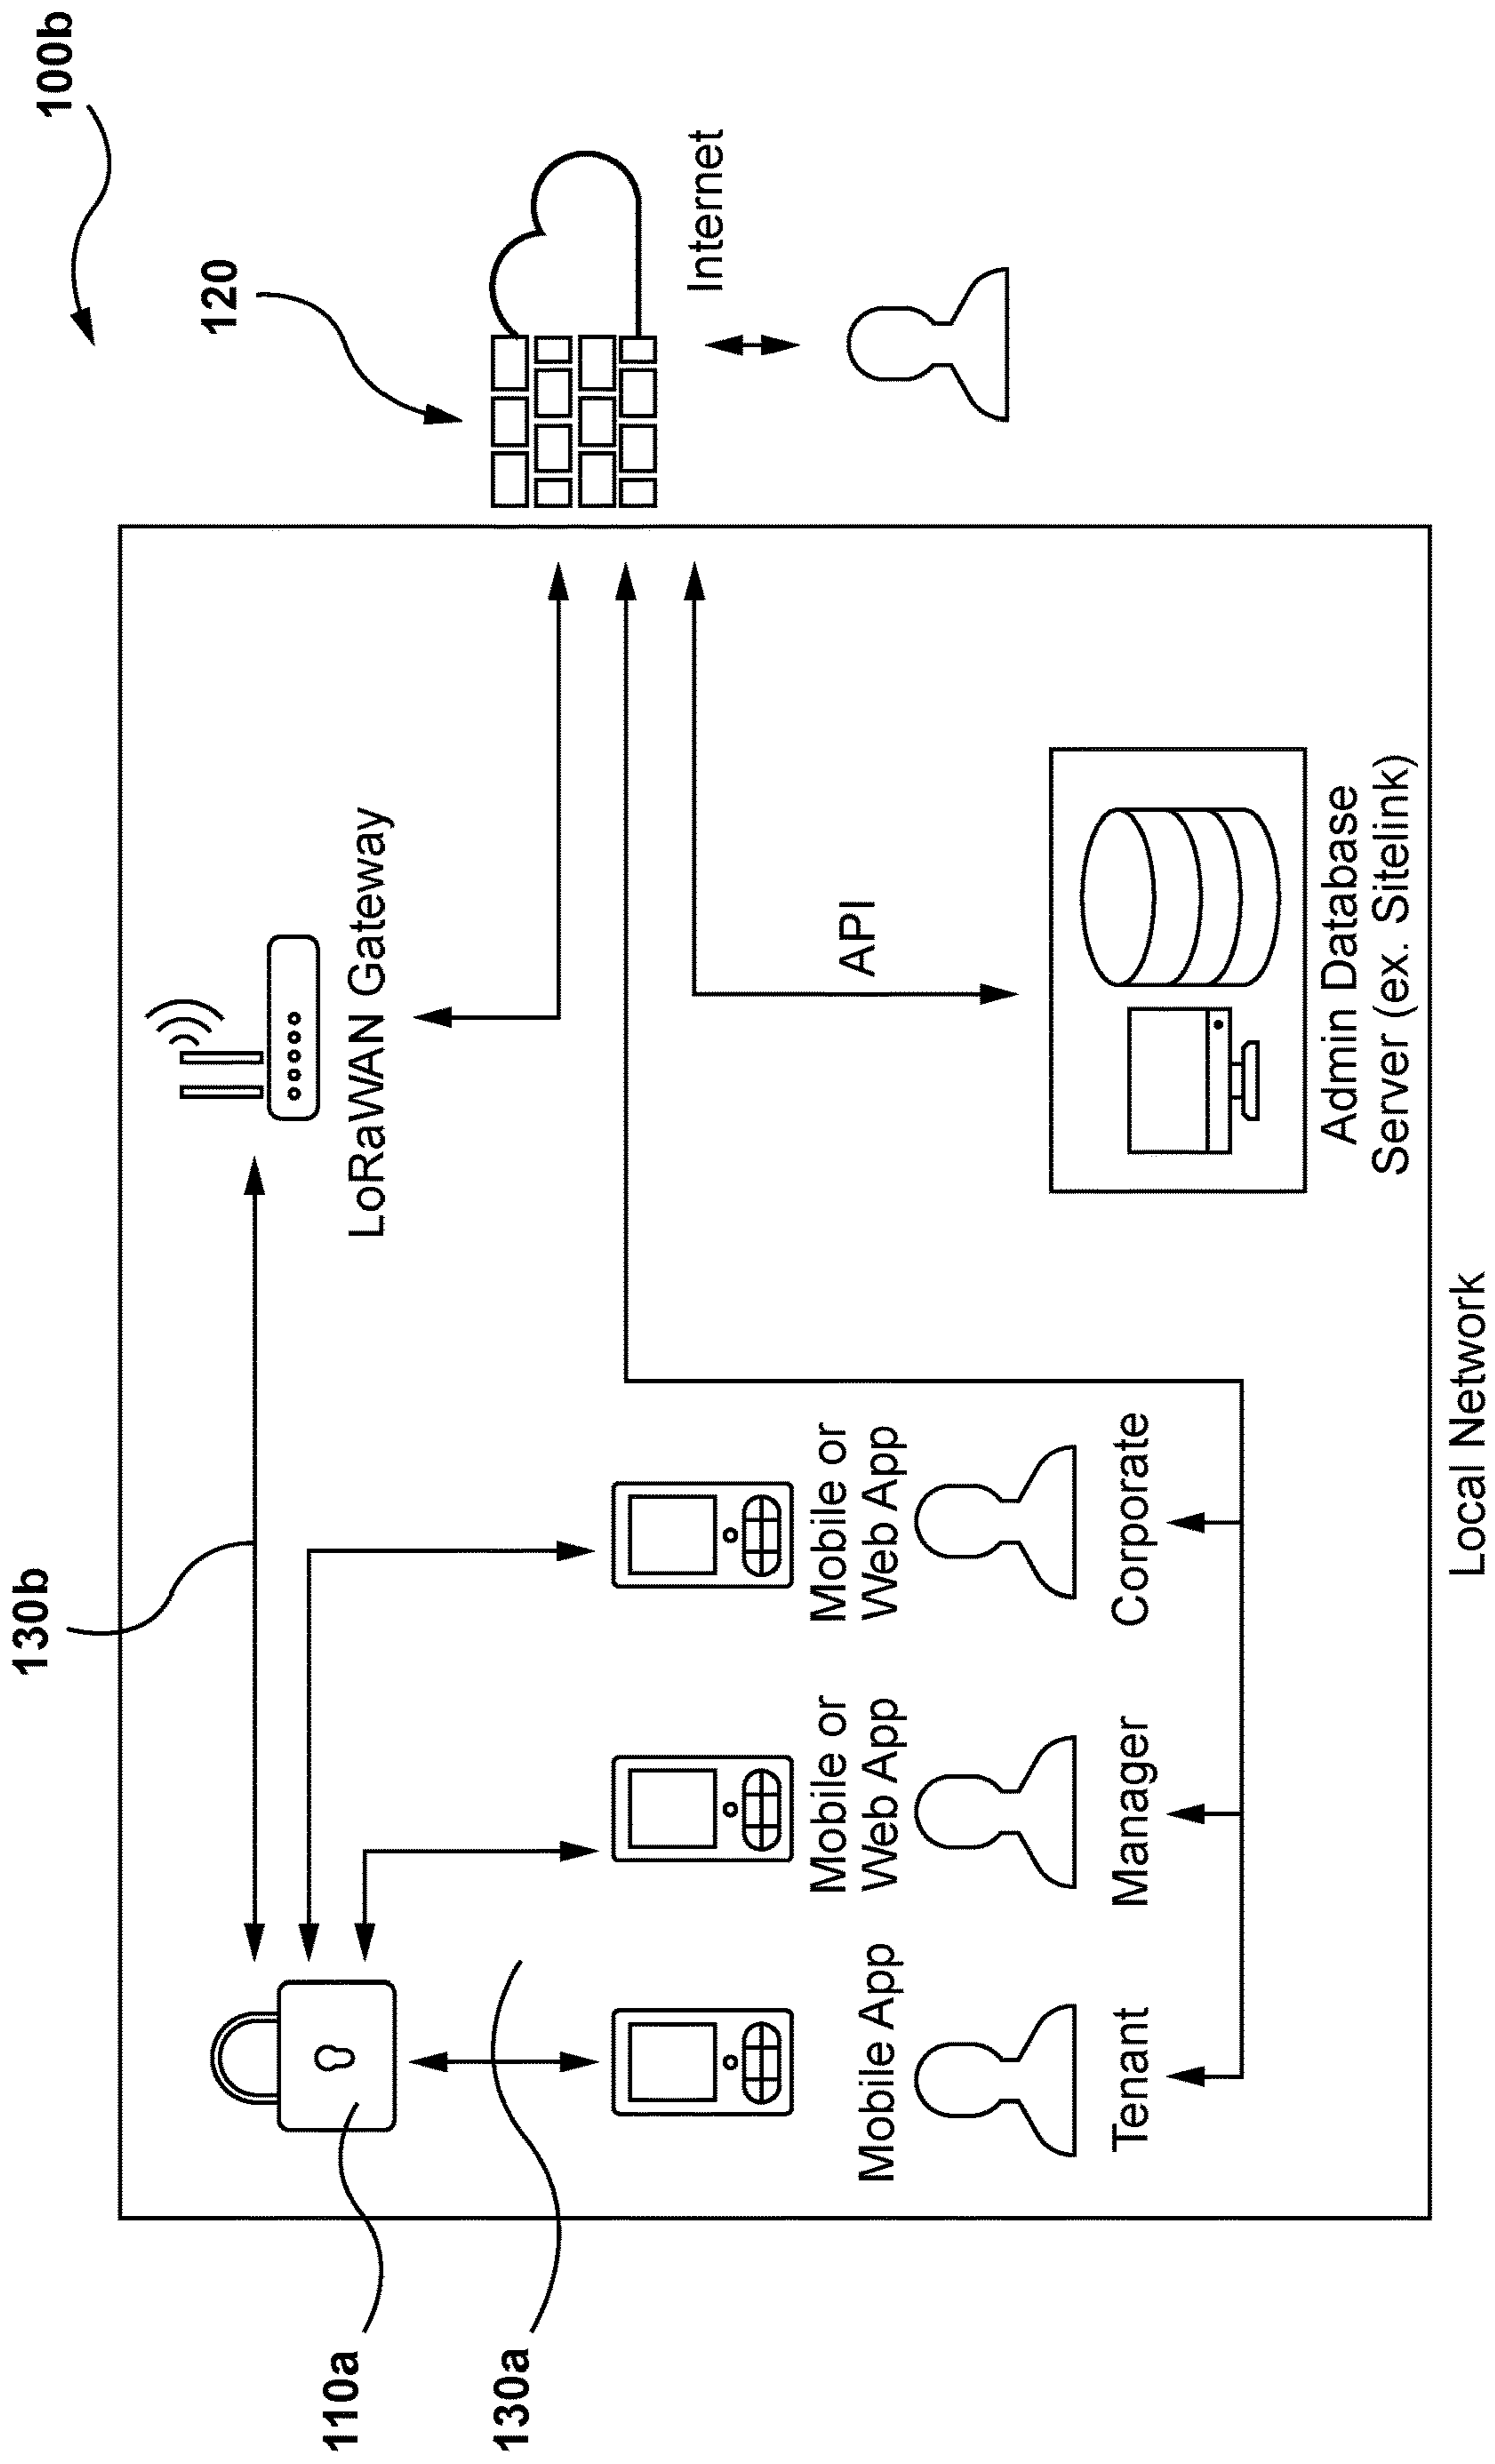 100b
120
Internet
130b
LoRaWAN Gateway
110a
130a
API
Mobile App
Mobile or
Web App
Mobile or
Web App
Tenant
Manager
Corporate
Admin Database
Server (ex. Sitelink)
Local Network